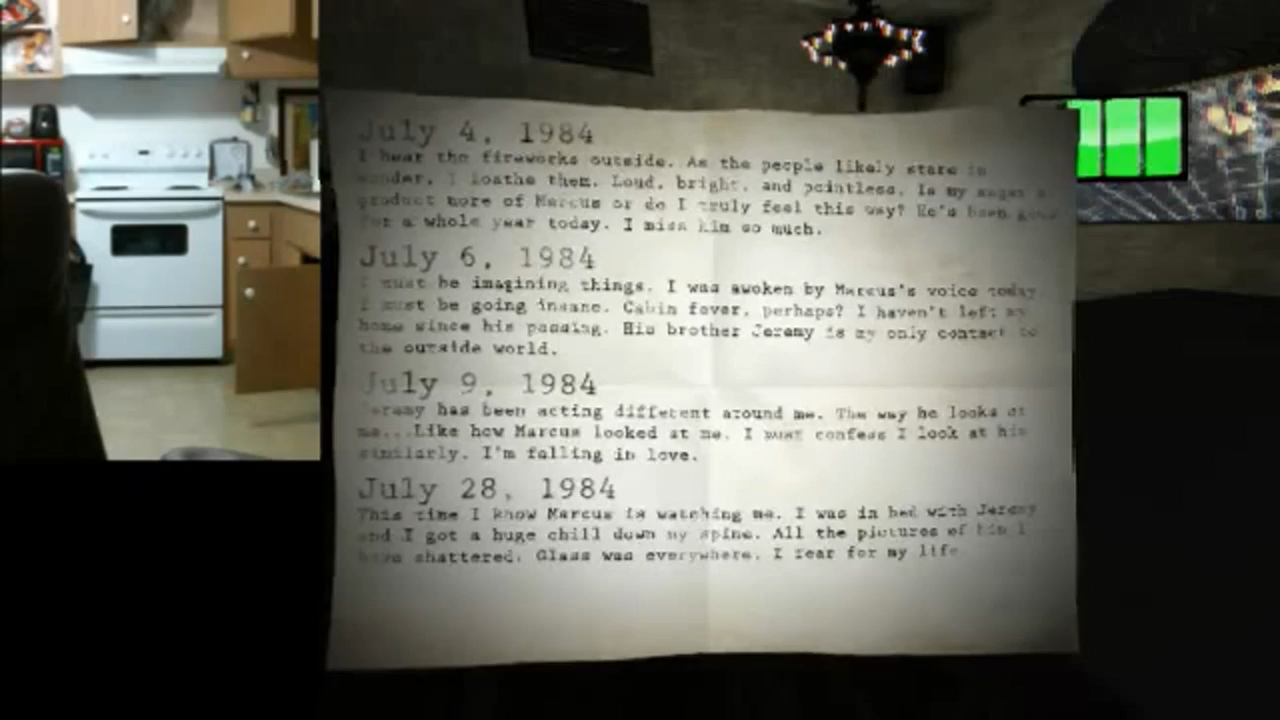 July 4, 1984
I hear the fireworks outside. As the people likely stare in
wonder, I loathe them. Loud, bright, and pointless. Is my anger a
product more of Marcus or do I truly feel this way? He's been gone
for a whole year today. I miss him so much.
July 6, 1984
I must be imagining things. I was awoken by Marcus's voice today
I must be going insane. Cabin fever, perhaps? I haven't left my
home since his passing. His brother Jeremy is my only contact to
the outside world.
July 9, 1984
Jeremy has been acting different around me. The way he looks at
me...Like how Marcus looked at me. I must confess I look at him
similarly. I'm falling in love.
July 28, 1984
This time I know Marcus is watching me. I was in bed with Jeremy
and I got a huge chill down my spine. All the pictures of him I
have shattered. Glass was everywhere. I fear for my life